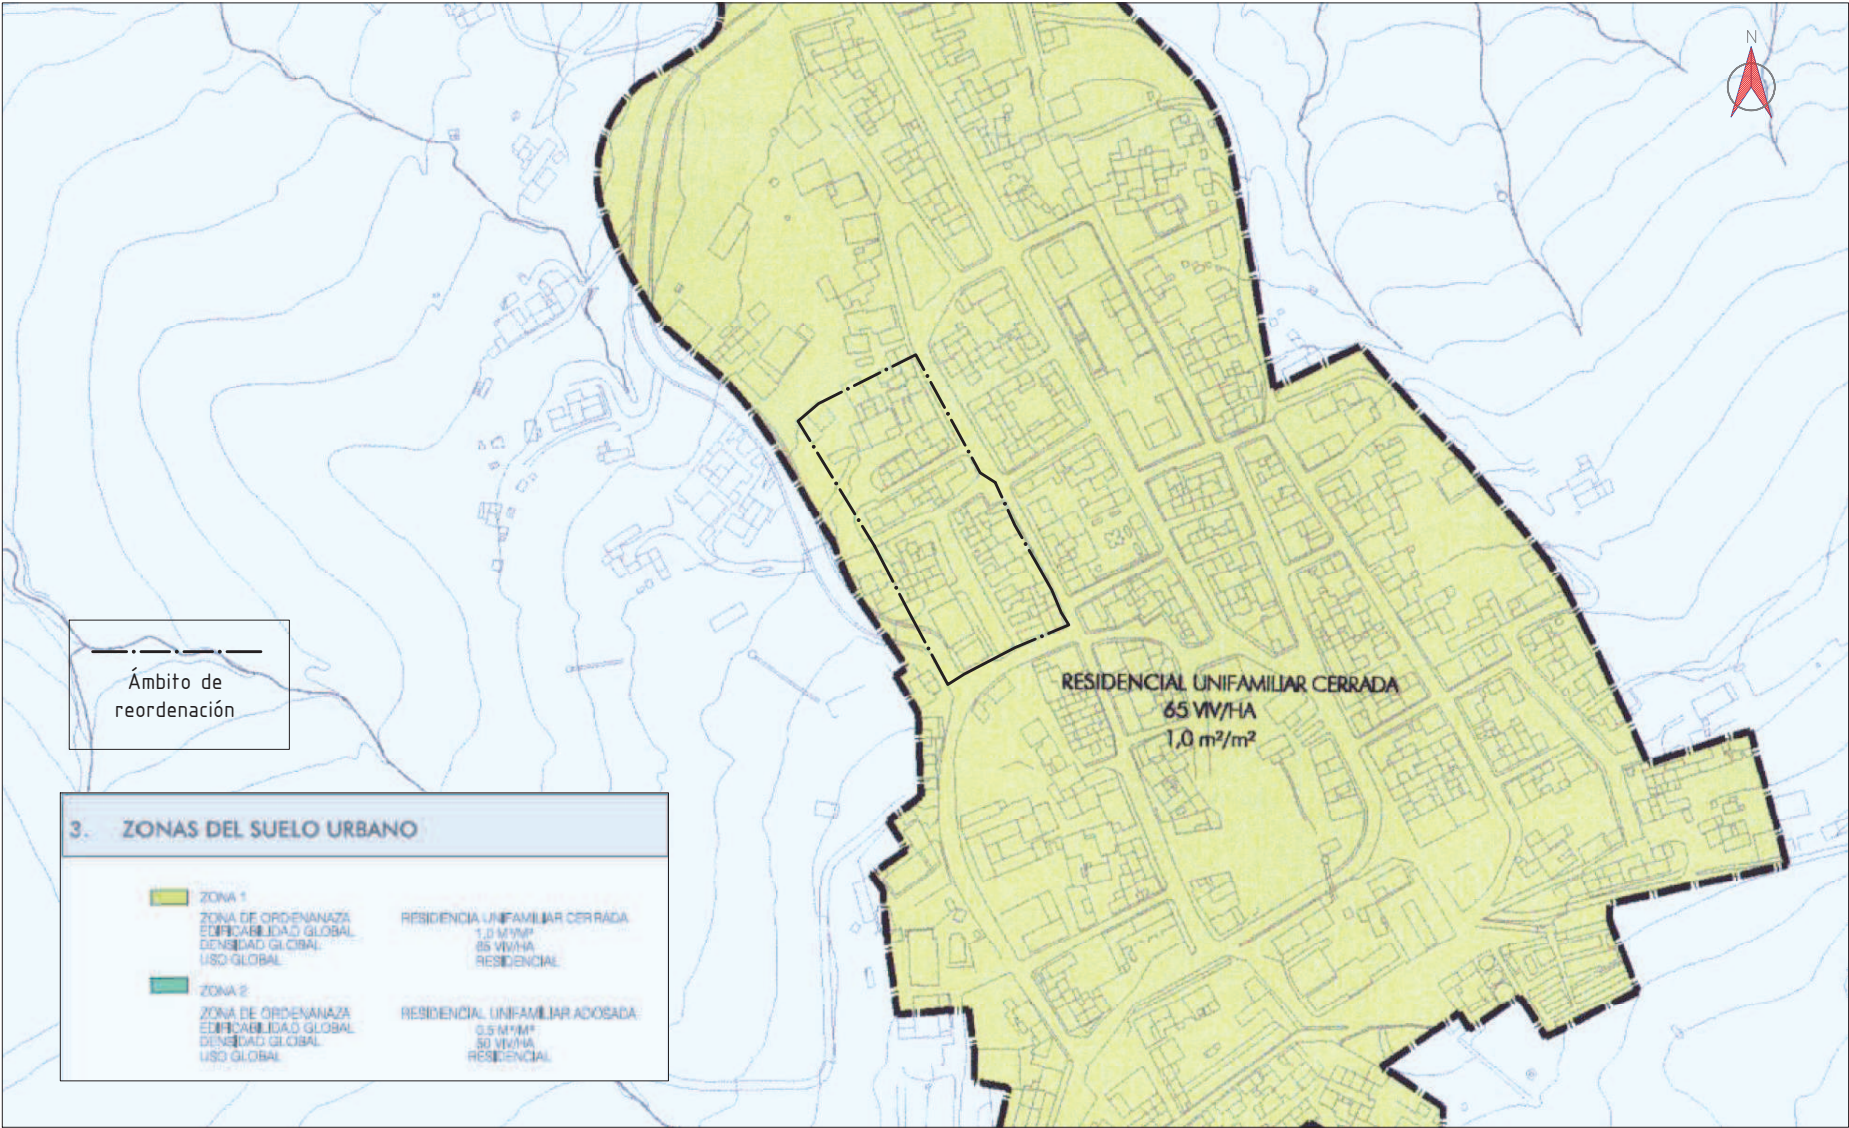 N
RESIDENCIAL UNIFAMILIAR CERRADA
65 VIV/HA
1,0 m²/m²
Ámbito de
reordenación
3. ZONAS DEL SUELO URBANO
ZONA 1
ZONA DE ORDENANAZA RESIDENCIA UNIFAMILIAR CERRADA
EDIFICABILIDAD GLOBAL 1,0 M²/M²
DENSIDAD GLOBAL 65 VIV/HA
USO GLOBAL RESIDENCIAL
ZONA 2
ZONA DE ORDENANAZA RESIDENCIAL UNIFAMILIAR ADOSADA
EDIFICABILIDAD GLOBAL 0.5 M²/M²
DENSIDAD GLOBAL 50 VIV/HA
USO GLOBAL RESIDENCIAL